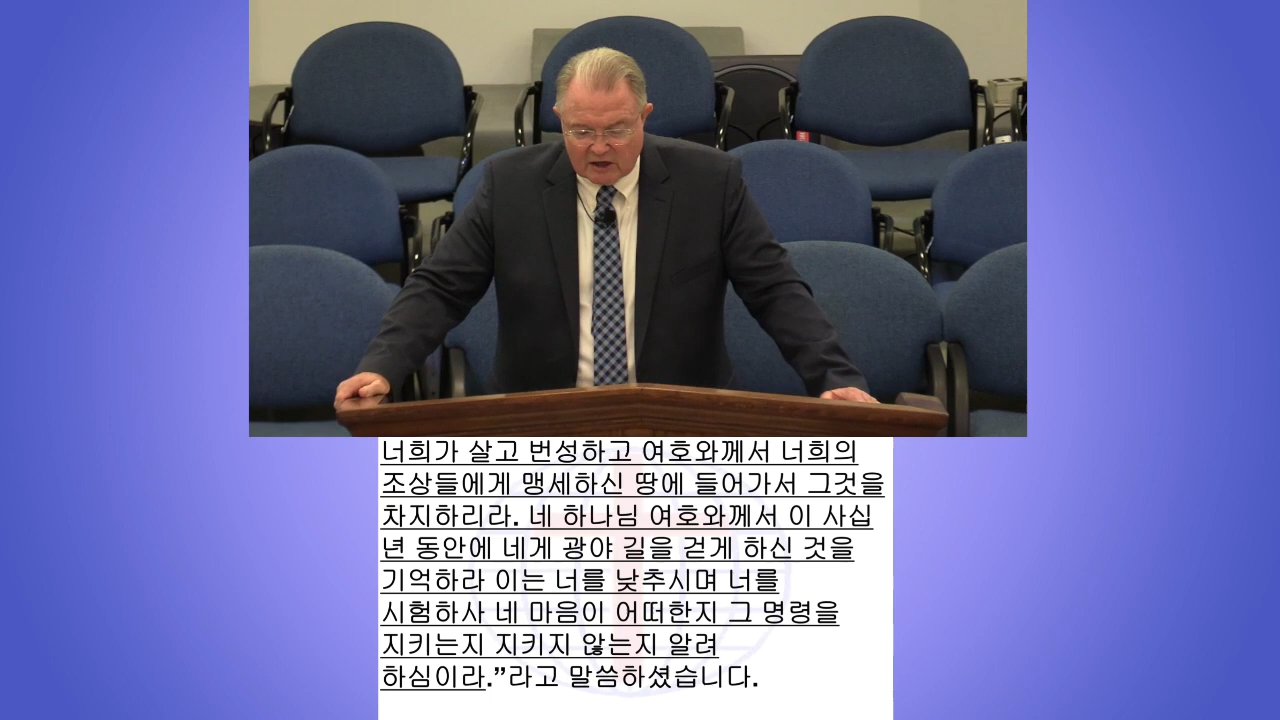 너희가 살고 번성하고 여호와께서 너희의
조상들에게 맹세하신 땅에 들어가서 그것을
차지하리라. 네 하나님 여호와께서 이 사십
년 동안에 네게 광야 길을 걷게 하신 것을
기억하라 이는 너를 낮추시며 너를
시험하사 네 마음이 어떠한지 그 명령을
지키는지 지키지 않는지 알려
하심이라.”라고 말씀하셨습니다.